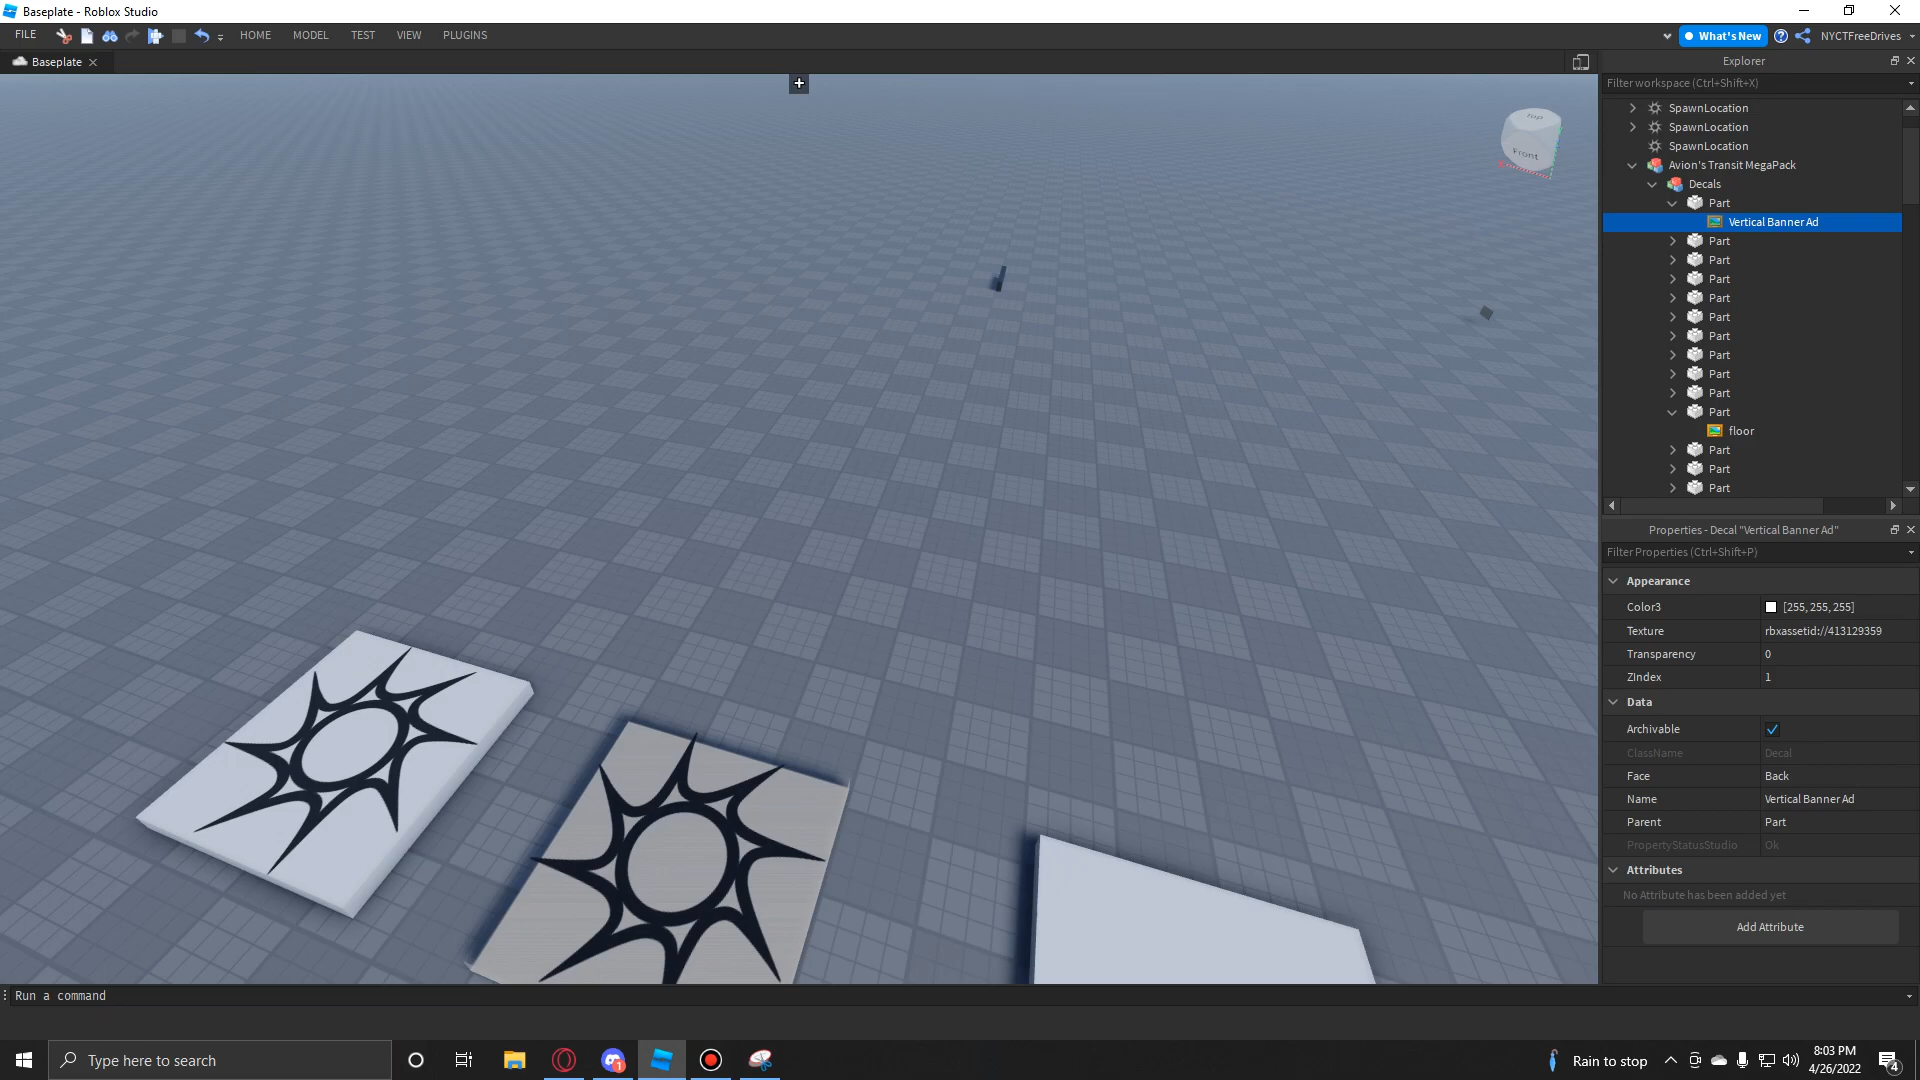 Baseplate - Roblox Studio
FILE HOME MODEL TEST VIEW PLUGINS What's New NYCTFreeDrives
Baseplate
Top
Front
Explorer
Filter workspace (Ctrl+Shift+X)
SpawnLocation
SpawnLocation
SpawnLocation
Avion's Transit MegaPack
Decals
Part
Vertical Banner Ad
Part
Part
Part
Part
Part
Part
Part
Part
Part
Part
floor
Part
Part
Part
Properties - Decal "Vertical Banner Ad"
Filter Properties (Ctrl+Shift+P)
Appearance
Color3 [255, 255, 255]
Texture rbxassetid://413129359
Transparency 0
ZIndex 1
Data
Archivable
ClassName Decal
Face Back
Name Vertical Banner Ad
Parent Part
PropertyStatusStudio Ok
Attributes
No Attribute has been added yet
Add Attribute
Run a command
Type here to search
1
Rain to stop
8:03 PM
4/26/2022
4